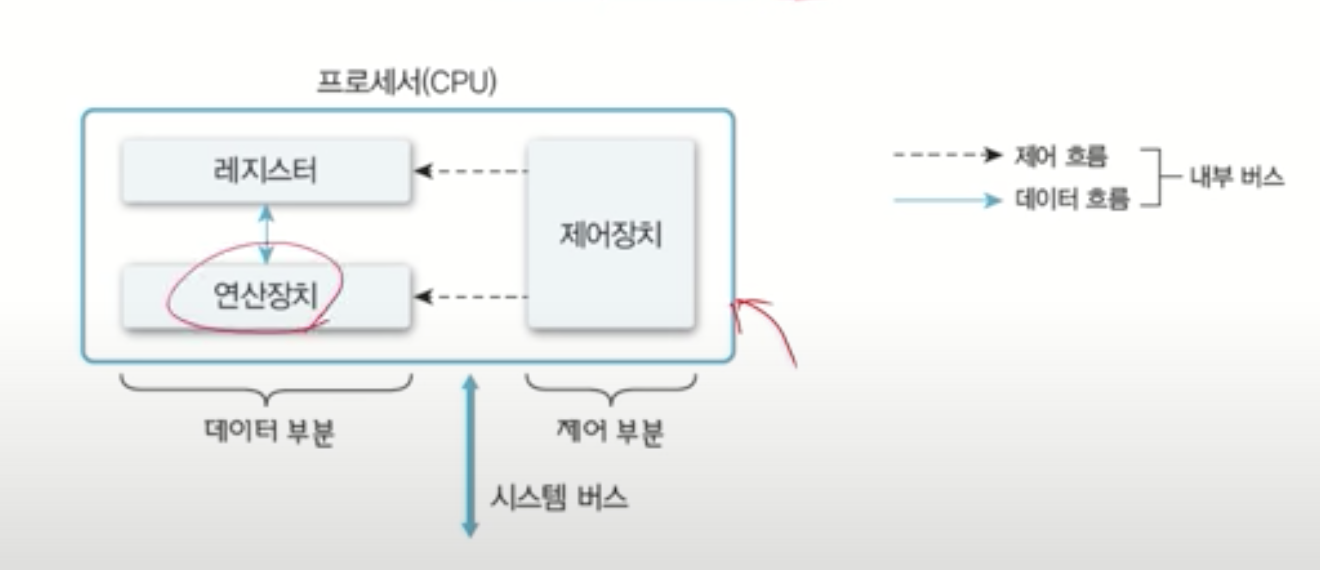 프로세서(CPU)
레지스터
연산장치
제어장치
제어 흐름
데이터 흐름
내부 버스
데이터 부분
제어 부분
시스템 버스